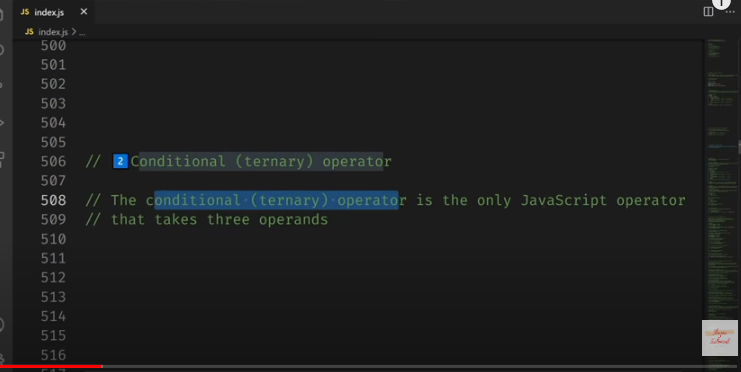 JS index.js ×
JS index.js > ...
500
501
502
503
504
505
506 // 2 Conditional (ternary) operator
507
508 // The conditional (ternary) operator is the only JavaScript operator
509 // that takes three operands
510
511
512
513
514
515
516